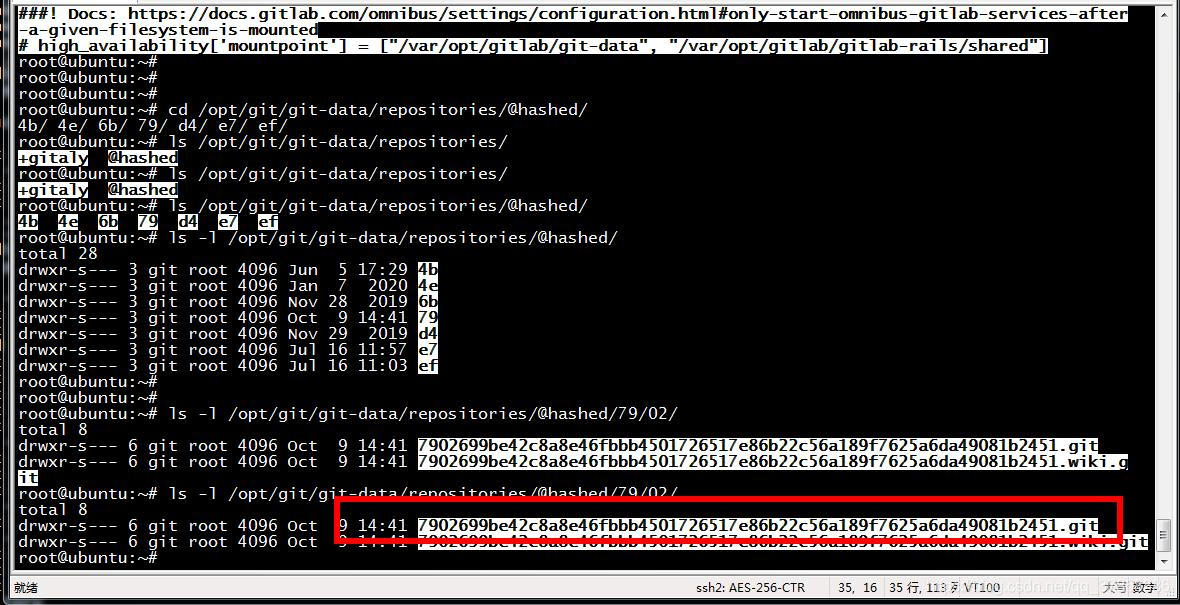 ###! Docs: https://docs.gitlab.com/omnibus/settings/configuration.html#only-start-omnibus-gitlab-services-after
-a-given-filesystem-is-mounted
# high_availability['mountpoint'] = ["/var/opt/gitlab/git-data", "/var/opt/gitlab/gitlab-rails/shared"]
root@ubuntu:~#
root@ubuntu:~#
root@ubuntu:~#
root@ubuntu:~# cd /opt/git/git-data/repositories/@hashed/
4b/ 4e/ 6b/ 79/ d4/ e7/ ef/
root@ubuntu:~# ls /opt/git/git-data/repositories/
+gitaly  @hashed
root@ubuntu:~# ls /opt/git/git-data/repositories/
+gitaly  @hashed
root@ubuntu:~# ls /opt/git/git-data/repositories/@hashed/
4b  4e  6b  79  d4  e7  ef
root@ubuntu:~# ls -l /opt/git/git-data/repositories/@hashed/
total 28
drwxr-s--- 3 git root 4096 Jun  5 17:29 4b
drwxr-s--- 3 git root 4096 Jan  7  2020 4e
drwxr-s--- 3 git root 4096 Nov 28  2019 6b
drwxr-s--- 3 git root 4096 Oct  9 14:41 79
drwxr-s--- 3 git root 4096 Nov 29  2019 d4
drwxr-s--- 3 git root 4096 Jul 16 11:57 e7
drwxr-s--- 3 git root 4096 Jul 16 11:03 ef
root@ubuntu:~#
root@ubuntu:~#
root@ubuntu:~# ls -l /opt/git/git-data/repositories/@hashed/79/02/
total 8
drwxr-s--- 6 git root 4096 Oct  9 14:41 7902699be42c8a8e46fbbb4501726517e86b22c56a189f7625a6da49081b2451.git
drwxr-s--- 6 git root 4096 Oct  9 14:41 7902699be42c8a8e46fbbb4501726517e86b22c56a189f7625a6da49081b2451.wiki.g
it
root@ubuntu:~# ls -l /opt/git/git-data/repositories/@hashed/79/02/
total 8
drwxr-s--- 6 git root 4096 Oct  9 14:41 7902699be42c8a8e46fbbb4501726517e86b22c56a189f7625a6da49081b2451.git
drwxr-s--- 6 git root 4096 Oct  9 14:41 7902699be42c8a8e46fbbb4501726517e86b22c56a189f7625a6da49081b2451.wiki.git
root@ubuntu:~#
就绪 ssh2: AES-256-CTR 35, 16 35 行, 113 列 VT100 大写 数字